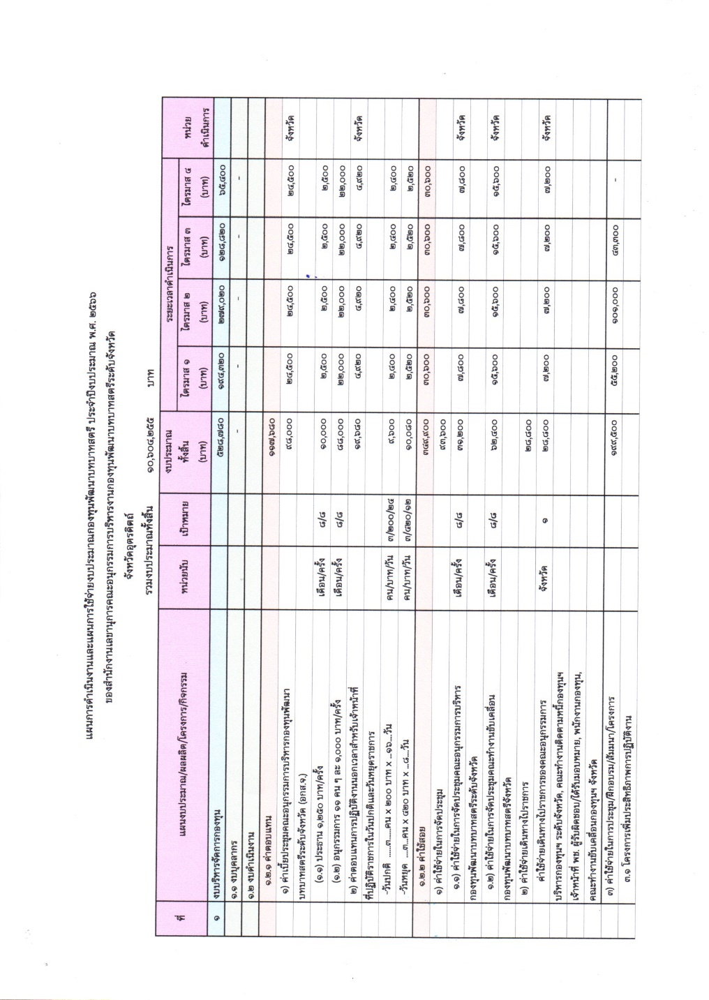 แผนการดำเนินงานและแผนการใช้จ่ายงบประมาณกองทุนพัฒนาบทบาทสตรี ประจำปีงบประมาณ พ.ศ. ๒๕๖๖
ของสำนักงานเลขานุการคณะอนุกรรมการบริหารงานกองทุนพัฒนาบทบาทสตรีระดับจังหวัด
จังหวัดอุตรดิตถ์
รวมงบประมาณทั้งสิ้น ๑๐,๖๐๔,๒๕๕ บาท
ที่ แผนงบประมาณ/ผลผลิต/โครงการ/กิจกรรม หน่วยนับ เป้าหมาย งบประมาณทั้งสิ้น (บาท) ระยะเวลาดำเนินการ หน่วยดำเนินการ
ไตรมาส ๑ (บาท) ไตรมาส ๒ (บาท) ไตรมาส ๓ (บาท) ไตรมาส ๔ (บาท)
๑ งบบริหารจัดการกองทุน ๕๒๘,๗๘๐ ๑๙๔,๓๒๐ ๒๗๙,๐๒๐ ๑๒๘,๘๒๐ ๖๕,๔๐๐
๑.๑ งบบุคลากร - - - - -
๑.๒ งบดำเนินงาน
๑.๒.๑ ค่าตอบแทน ๑๑๗,๖๘๐
๑) ค่าเบี้ยประชุมคณะอนุกรรมการบริหารกองทุนพัฒนา ๙๘,๐๐๐ ๒๔,๕๐๐ ๒๔,๕๐๐ ๒๔,๕๐๐ ๒๔,๕๐๐ จังหวัด
บทบาทสตรีระดับจังหวัด (อกส.จ.)
(๑.๑) ประธาน ๑,๒๕๐ บาท/ครั้ง เดือน/ครั้ง ๘/๘ ๑๐,๐๐๐ ๒,๕๐๐ ๒,๕๐๐ ๒,๕๐๐ ๒,๕๐๐
(๑.๒) อนุกรรมการ ๑๑ คน ๆ ละ ๑,๐๐๐ บาท/ครั้ง เดือน/ครั้ง ๘/๘ ๘๘,๐๐๐ ๒๒,๐๐๐ ๒๒,๐๐๐ ๒๒,๐๐๐ ๒๒,๐๐๐
๒) ค่าตอบแทนการปฏิบัติงานนอกเวลาสำหรับเจ้าหน้าที่ ๑๙,๖๘๐ ๔,๙๒๐ ๔,๙๒๐ ๔,๙๒๐ ๔,๙๒๐ จังหวัด
ที่ปฏิบัติราชการในวันปกติและวันหยุดราชการ
-วันปกติ .....๓......คน x ๒๐๐ บาท x ...๑๖....วัน คน/บาท/วัน ๓/๒๐๐/๒๔ ๙,๖๐๐ ๒,๔๐๐ ๒,๔๐๐ ๒,๔๐๐ ๒,๔๐๐
-วันหยุด ....๓...คน x ๔๒๐ บาท x ...๘....วัน คน/บาท/วัน ๓/๔๒๐/๑๒ ๑๐,๐๘๐ ๒,๕๒๐ ๒,๕๒๐ ๒,๕๒๐ ๒,๕๒๐
๑.๒.๒ ค่าใช้สอย ๓๔๙,๙๐๐ ๓๐,๖๐๐ ๓๐,๖๐๐ ๓๐,๖๐๐ ๓๐,๖๐๐
๑) ค่าใช้จ่ายในการจัดประชุม ๙๓,๖๐๐
๑.๑) ค่าใช้จ่ายในการจัดประชุมคณะอนุกรรมการบริหาร เดือน/ครั้ง ๘/๘ ๓๑,๒๐๐ ๗,๘๐๐ ๗,๘๐๐ ๗,๘๐๐ ๗,๘๐๐ จังหวัด
กองทุนพัฒนาบทบาทสตรีระดับจังหวัด
๑.๒) ค่าใช้จ่ายในการจัดประชุมคณะทำงานขับเคลื่อน เดือน/ครั้ง ๘/๘ ๖๒,๔๐๐ ๑๕,๖๐๐ ๑๕,๖๐๐ ๑๕,๖๐๐ ๑๕,๖๐๐ จังหวัด
กองทุนพัฒนาบทบาทสตรีจังหวัด
๒) ค่าใช้จ่ายเดินทางไปราชการ ๒๘,๘๐๐
ค่าใช้จ่ายเดินทางไปราชการของคณะอนุกรรมการ จังหวัด ๑ ๒๘,๘๐๐ ๗,๒๐๐ ๗,๒๐๐ ๗,๒๐๐ ๗,๒๐๐ จังหวัด
บริหารกองทุนฯ ระดับจังหวัด, คณะทำงานติดตามหนี้กองทุนฯ
เจ้าหน้าที่ พช. ผู้รับผิดชอบ/ได้รับมอบหมาย, พนักงานกองทุน,
คณะทำงานขับเคลื่อนกองทุนฯ จังหวัด
๓) ค่าใช้จ่ายในการประชุม/ฝึกอบรม/สัมมนา/โครงการ ๑๙๙,๕๐๐ ๕๕,๒๐๐ ๑๐๑,๐๐๐ ๔๓,๓๐๐ -
๓.๑ โครงการเพิ่มประสิทธิภาพการปฏิบัติงาน